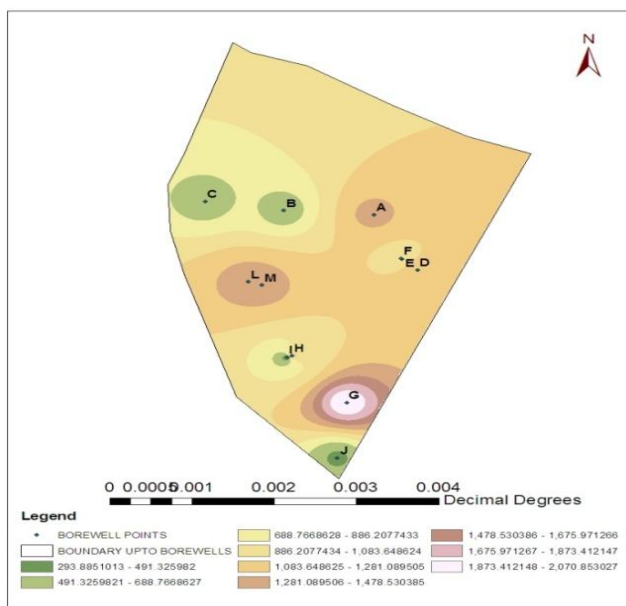 N
C
B
A
F
E D
L M
I H
G
J
0 0.0005 0.001 0.002 0.003 0.004
Decimal Degrees
Legend
BOREWELL POINTS
BOUNDARY UPTO BOREWELLS
293.8851013 - 491.325982
491.3259821 - 688.7668627
688.7668628 - 886.2077433
886.2077434 - 1,083.648624
1,083.648625 - 1,281.089505
1,281.089506 - 1,478.530385
1,478.530386 - 1,675.971266
1,675.971267 - 1,873.412147
1,873.412148 - 2,070.853027